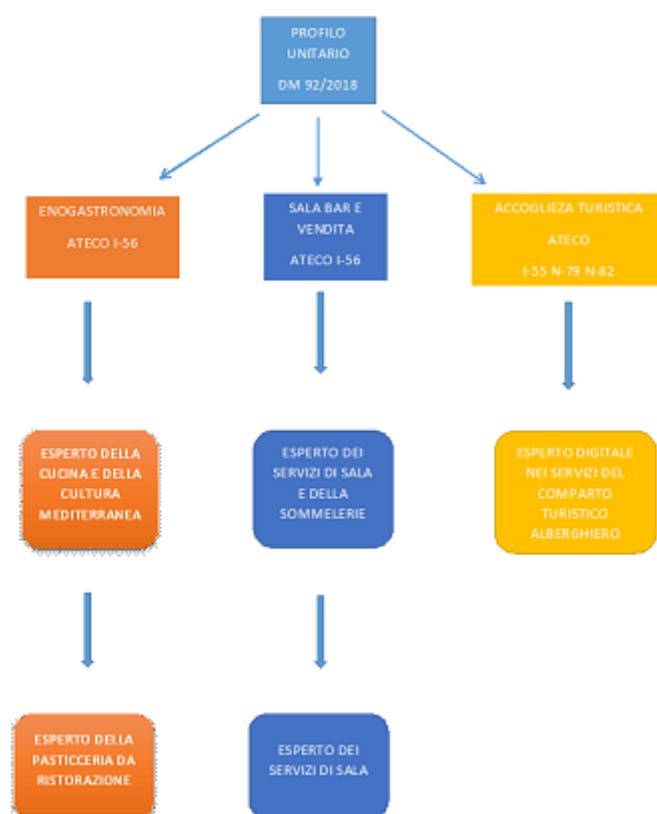 PROFILO
UNITARIO
DM 92/2018
ENOGASTRONOMIA
ATECO I-56
SALA BAR E
VENDITA
ATECO I-56
ACCOGLIEZA TURISTICA
ATECO
I-55 N-79 N-82
ESPERTO DELLA
CUCINA E DELLA
CULTURA
MEDITERRANEA
ESPERTO DEI
SERVIZI DI SALA
E DELLA
SOMMELERIE
ESPERTO DIGITALE
NEI SERVIZI DEL
COMPARTO
TURISTICO
ALBERGHIERO
ESPERTO DELLA
PASTICCERIA DA
RISTORAZIONE
ESPERTO DEI
SERVIZI DI SALA